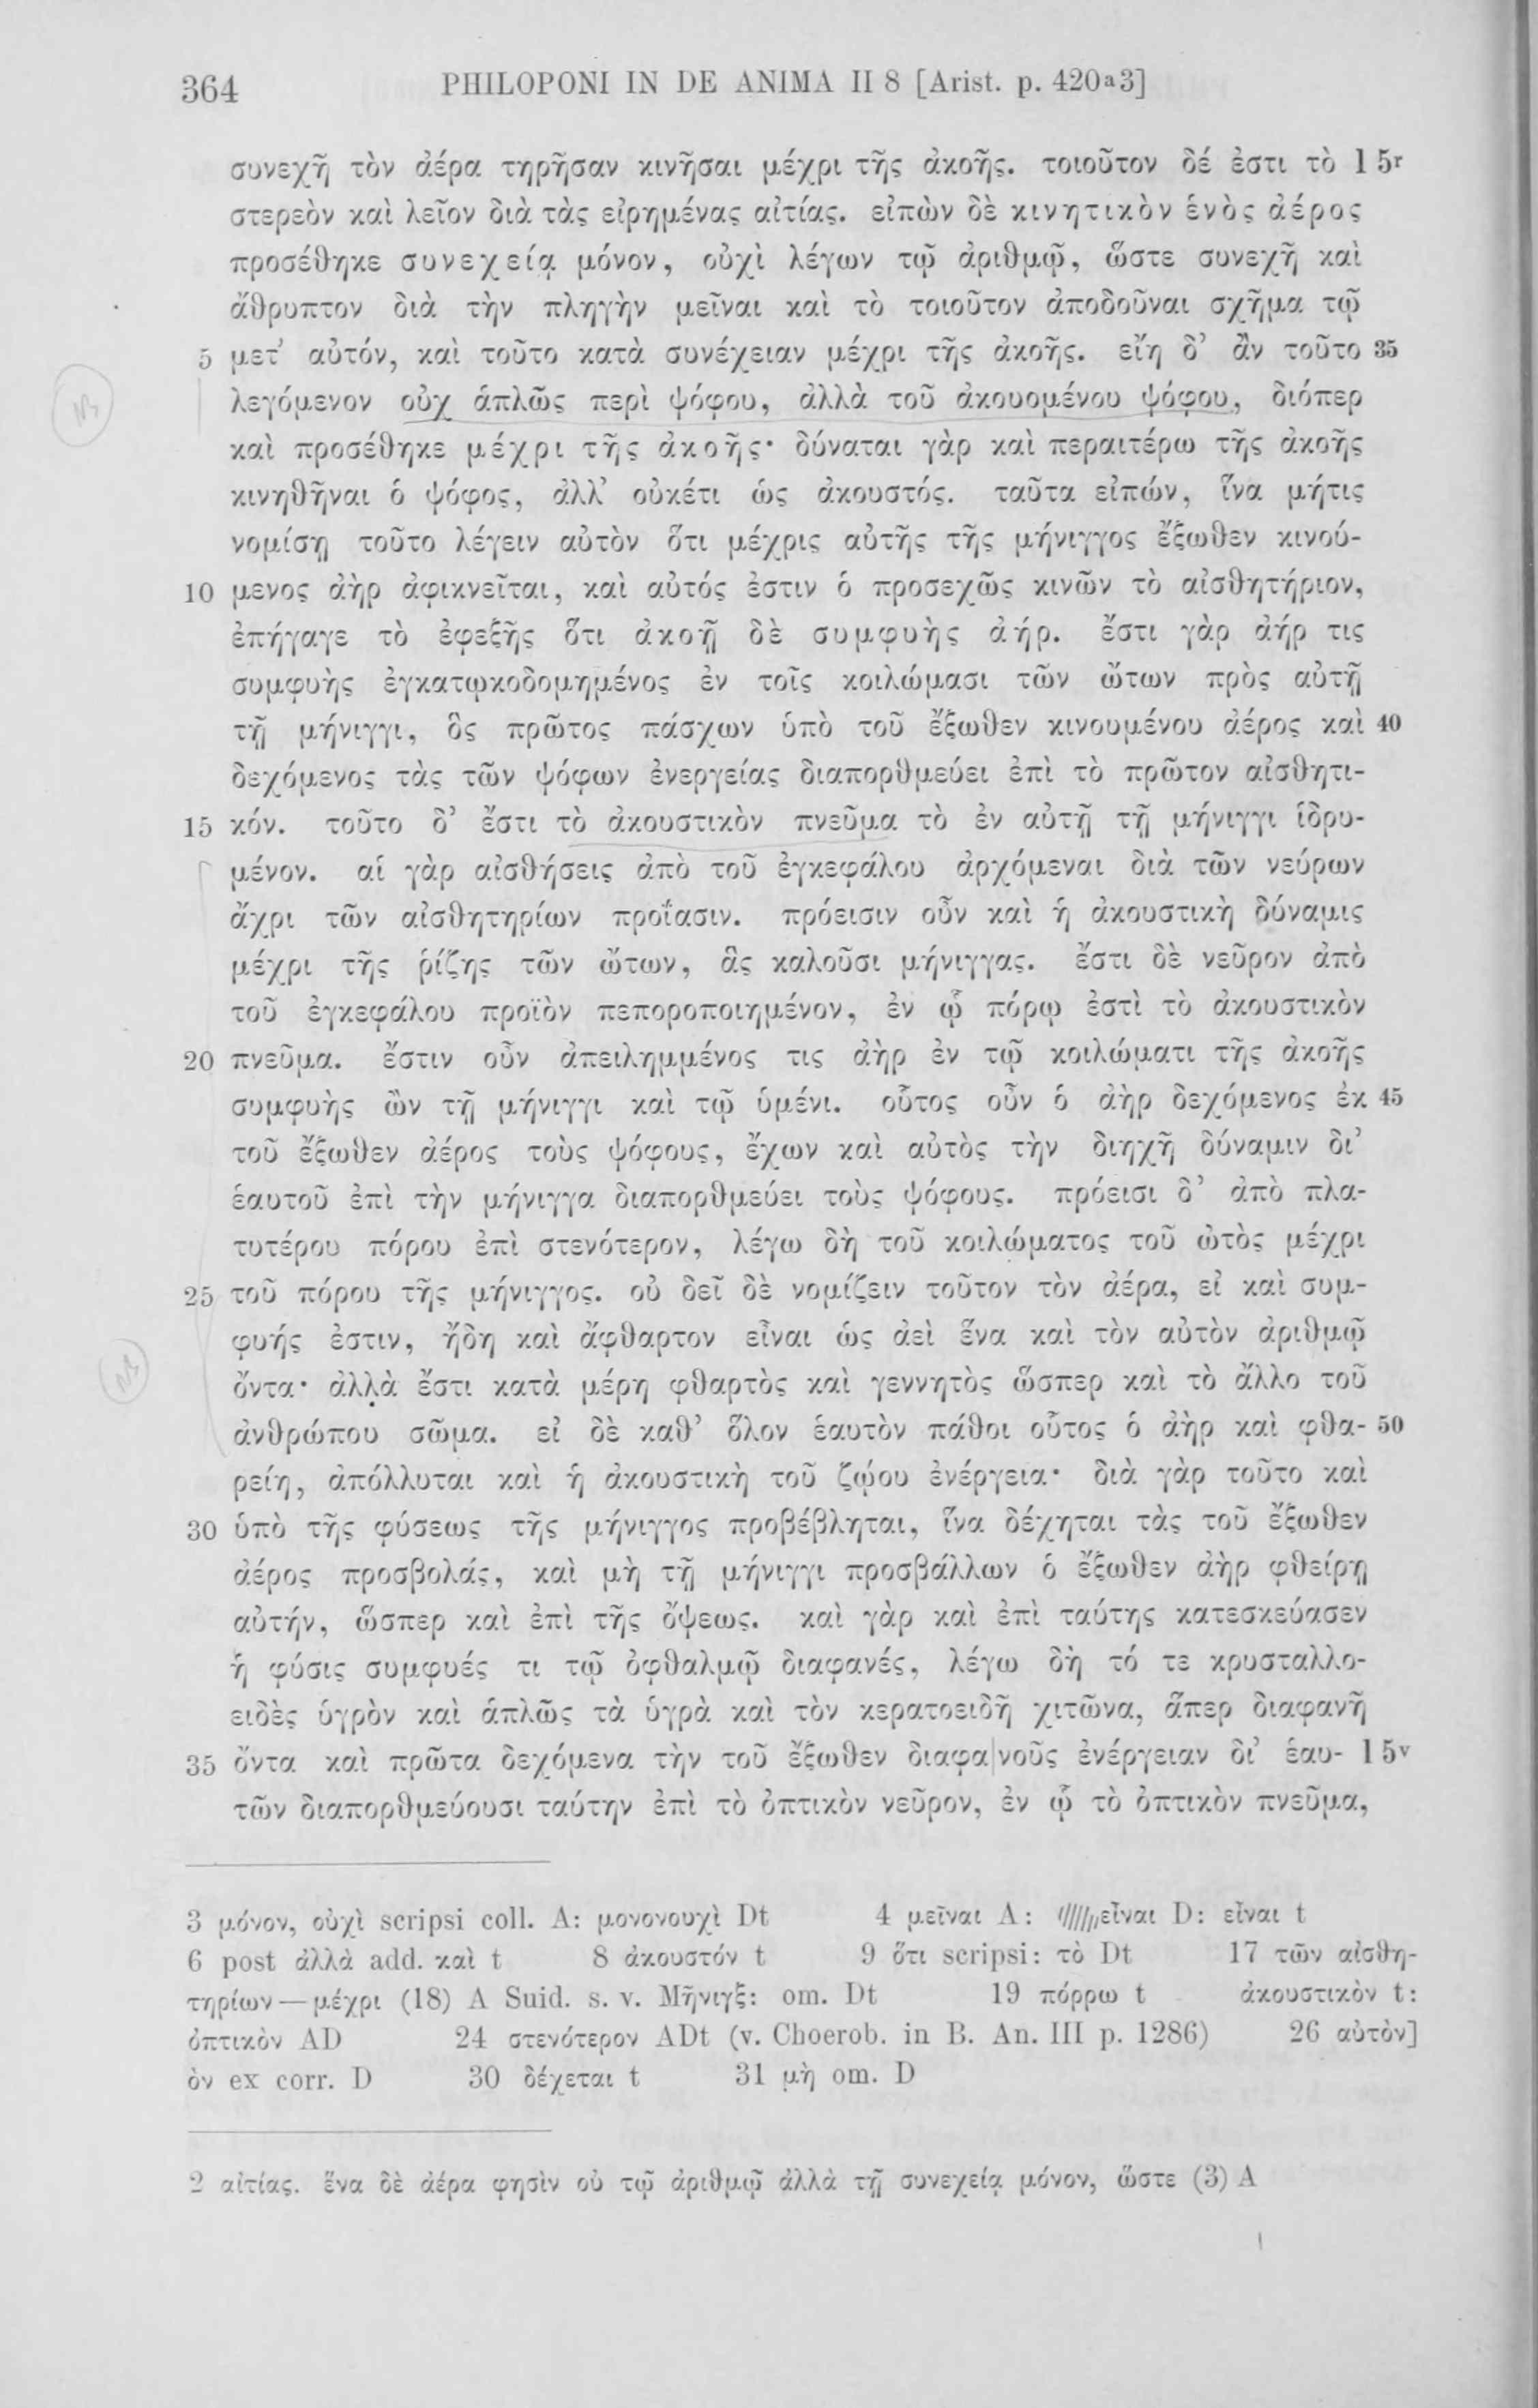 364 PHILOPONI IN DE ANIMA II 8 [Arist. p. 420a3]
συνεχῆ τὸν ἀέρα τηρῆσαν κινῆσαι μέχρι τῆς ἀκοῆς. τοιοῦτον δέ ἐστι τὸ 15r
στερεὸν καὶ λεῖον διὰ τὰς εἰρημένας αἰτίας. εἰπὼν δὲ κινητικὸν ἑνὸς ἀέρος
προσέθηκε συνεχείᾳ μόνον, οὐχὶ λέγων τῷ ἀριθμῷ, ὥστε συνεχῆ καὶ
ἄθρυπτον διὰ τὴν πληγὴν μεῖναι καὶ τὸ τοιοῦτον ἀποδοῦναι σχῆμα τῷ
5 μετ’ αὐτόν, καὶ τοῦτο κατὰ συνέχειαν μέχρι τῆς ἀκοῆς. εἴη δ’ ἂν τοῦτο 35
λεγόμενον οὐχ ἁπλῶς περὶ ψόφου, ἀλλὰ τοῦ ἀκουομένου ψόφου, διόπερ
καὶ προσέθηκε μέχρι τῆς ἀκοῆς· δύναται γὰρ καὶ περαιτέρω τῆς ἀκοῆς
κινηθῆναι ὁ ψόφος, ἀλλ’ οὐκέτι ὡς ἀκουστός. ταῦτα εἰπών, ἵνα μήτις
νομίσῃ τοῦτο λέγειν αὐτὸν ὅτι μέχρις αὐτῆς τῆς μήνιγγος ἔξωθεν κινού-
10 μενος ἀὴρ ἀφικνεῖται, καὶ αὐτός ἐστιν ὁ προσεχῶς κινῶν τὸ αἰσθητήριον,
ἐπήγαγε τὸ ἐφεξῆς ὅτι ἀκοῇ δὲ συμφυὴς ἀήρ. ἔστι γὰρ ἀήρ τις
συμφυὴς ἐγκατῳκοδομημένος ἐν τοῖς κοιλώμασι τῶν ὤτων πρὸς αὐτῇ
τῇ μήνιγγι, ὃς πρῶτος πάσχων ὑπὸ τοῦ ἔξωθεν κινουμένου ἀέρος καὶ 40
δεχόμενος τὰς τῶν ψόφων ἐνεργείας διαπορθμεύει ἐπὶ τὸ πρῶτον αἰσθητι-
15 κόν. τοῦτο δ’ ἔστι τὸ ἀκουστικὸν πνεῦμα τὸ ἐν αὐτῇ τῇ μήνιγγι ἱδρυ-
μένον. αἱ γὰρ αἰσθήσεις ἀπὸ τοῦ ἐγκεφάλου ἀρχόμεναι διὰ τῶν νεύρων
ἄχρι τῶν αἰσθητηρίων προΐασιν. πρόεισιν οὖν καὶ ἡ ἀκουστικὴ δύναμις
μέχρι τῆς ῥίζης τῶν ὤτων, ἃς καλοῦσι μήνιγγας. ἔστι δὲ νεῦρον ἀπὸ
τοῦ ἐγκεφάλου προϊὸν πεποροποιημένον, ἐν ᾧ πόρῳ ἐστὶ τὸ ἀκουστικὸν
20 πνεῦμα. ἔστιν οὖν ἀπειλημμένος τις ἀὴρ ἐν τῷ κοιλώματι τῆς ἀκοῆς
συμφυὴς ὢν τῇ μήνιγγι καὶ τῷ ὑμένι. οὗτος οὖν ὁ ἀὴρ δεχόμενος ἐκ 45
τοῦ ἔξωθεν ἀέρος τοὺς ψόφους, ἔχων καὶ αὐτὸς τὴν διηχῆ δύναμιν δι’
ἑαυτοῦ ἐπὶ τὴν μήνιγγα διαπορθμεύει τοὺς ψόφους. πρόεισι δ’ ἀπὸ πλα-
τυτέρου πόρου ἐπὶ στενότερον, λέγω δὴ τοῦ κοιλώματος τοῦ ὠτὸς μέχρι
25 τοῦ πόρου τῆς μήνιγγος. οὐ δεῖ δὲ νομίζειν τοῦτον τὸν ἀέρα, εἰ καὶ συμ-
φυής ἐστιν, ἤδη καὶ ἄφθαρτον εἶναι ὡς ἀεὶ ἕνα καὶ τὸν αὐτὸν ἀριθμῷ
ὄντα· ἀλλὰ ἔστι κατὰ μέρη φθαρτὸς καὶ γεννητὸς ὥσπερ καὶ τὸ ἄλλο τοῦ
ἀνθρώπου σῶμα. εἰ δὲ καθ’ ὅλον ἑαυτὸν πάθοι οὗτος ὁ ἀὴρ καὶ φθα- 50
ρείη, ἀπόλλυται καὶ ἡ ἀκουστικὴ τοῦ ζῴου ἐνέργεια· διὰ γὰρ τοῦτο καὶ
30 ὑπὸ τῆς φύσεως τῆς μήνιγγος προβέβληται, ἵνα δέχηται τὰς τοῦ ἔξωθεν
ἀέρος προσβολάς, καὶ μὴ τῇ μήνιγγι προσβάλλων ὁ ἔξωθεν ἀὴρ φθείρῃ
αὐτήν, ὥσπερ καὶ ἐπὶ τῆς ὄψεως. καὶ γὰρ καὶ ἐπὶ ταύτης κατεσκεύασεν
ἡ φύσις συμφυές τι τῷ ὀφθαλμῷ διαφανές, λέγω δὴ τό τε κρυσταλλο-
ειδὲς ὑγρὸν καὶ ἁπλῶς τὰ ὑγρὰ καὶ τὸν κερατοειδῆ χιτῶνα, ἅπερ διαφανῆ
35 ὄντα καὶ πρῶτα δεχόμενα τὴν τοῦ ἔξωθεν διαφα|νοῦς ἐνέργειαν δι’ ἑαυ- 15v
τῶν διαπορθμεύουσι ταύτην ἐπὶ τὸ ὀπτικὸν νεῦρον, ἐν ᾧ τὸ ὀπτικὸν πνεῦμα,
3 μόνον, οὐχὶ scripsi coll. A: μονονουχὶ Dt 4 μεῖναι A: //////εἶναι D: εἶναι t
6 post ἀλλὰ add. καὶ t 8 ἀκουστόν t 9 ὅτι scripsi: τὸ Dt 17 τῶν αἰσθη-
τηρίων — μέχρι (18) A Suid. s. v. Μῆνιγξ: om. Dt 19 πόρρω t ἀκουστικὸν t:
ὀπτικὸν AD 24 στενότερον ADt (v. Choerob. in B. An. III p. 1286) 26 αὐτὸν]
ὸν ex corr. D 30 δέχεται t 31 μὴ om. D
2 αἰτίας. ἕνα δὲ ἀέρα φησὶν οὐ τῷ ἀριθμῷ ἀλλὰ τῇ συνεχείᾳ μόνον, ὥστε (3) A